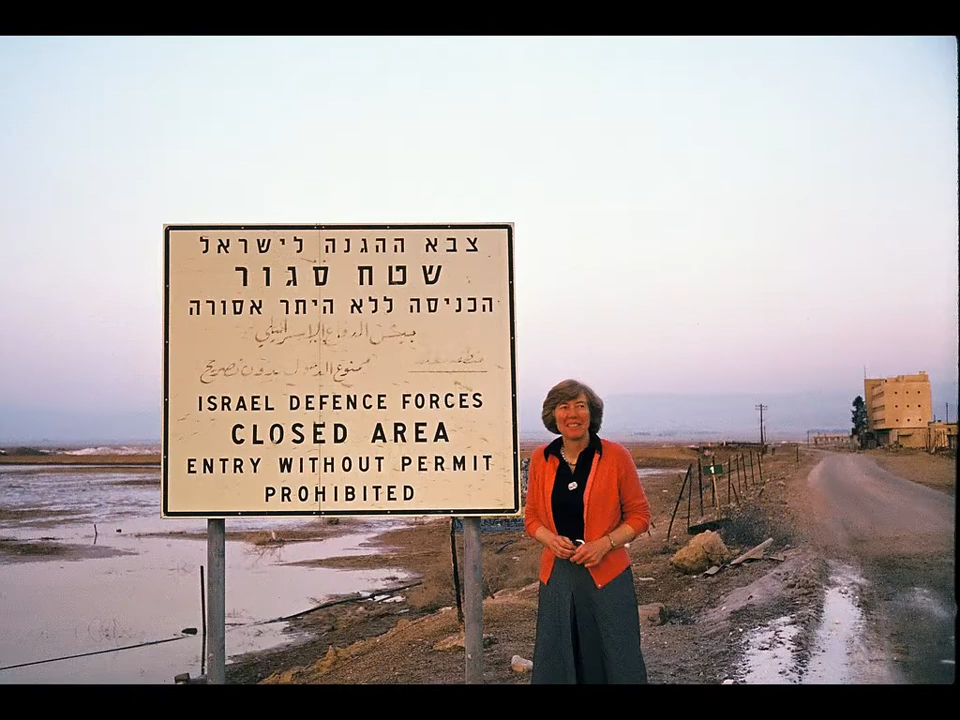 צבא ההגנה לישראל
שטח סגור
הכניסה ללא היתר אסורה
جيش الدفاع الإسرائيلي
ممنوع الدخول بدون تصريح
ISRAEL DEFENCE FORCES
CLOSED AREA
ENTRY WITHOUT PERMIT
PROHIBITED